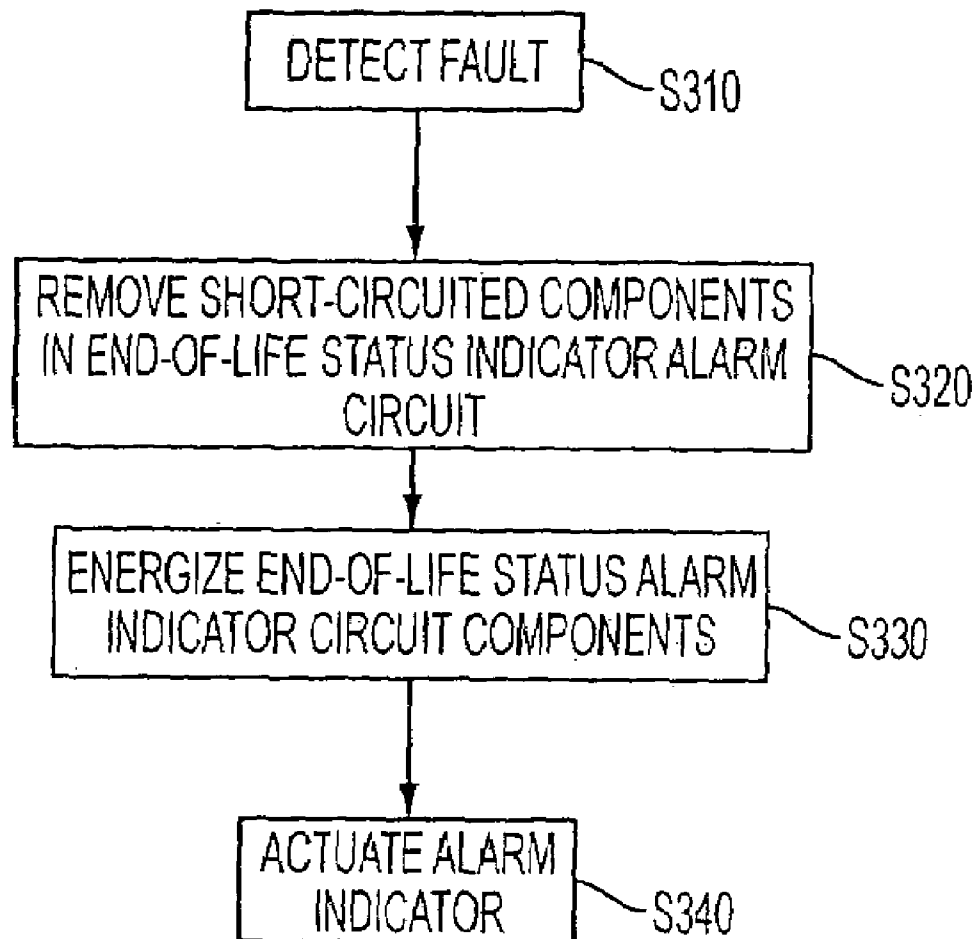 DETECT FAULT
S310
REMOVE SHORT-CIRCUITED COMPONENTS
IN END-OF-LIFE STATUS INDICATOR ALARM
CIRCUIT
S320
ENERGIZE END-OF-LIFE STATUS ALARM
INDICATOR CIRCUIT COMPONENTS
S330
ACTUATE ALARM
INDICATOR
S340